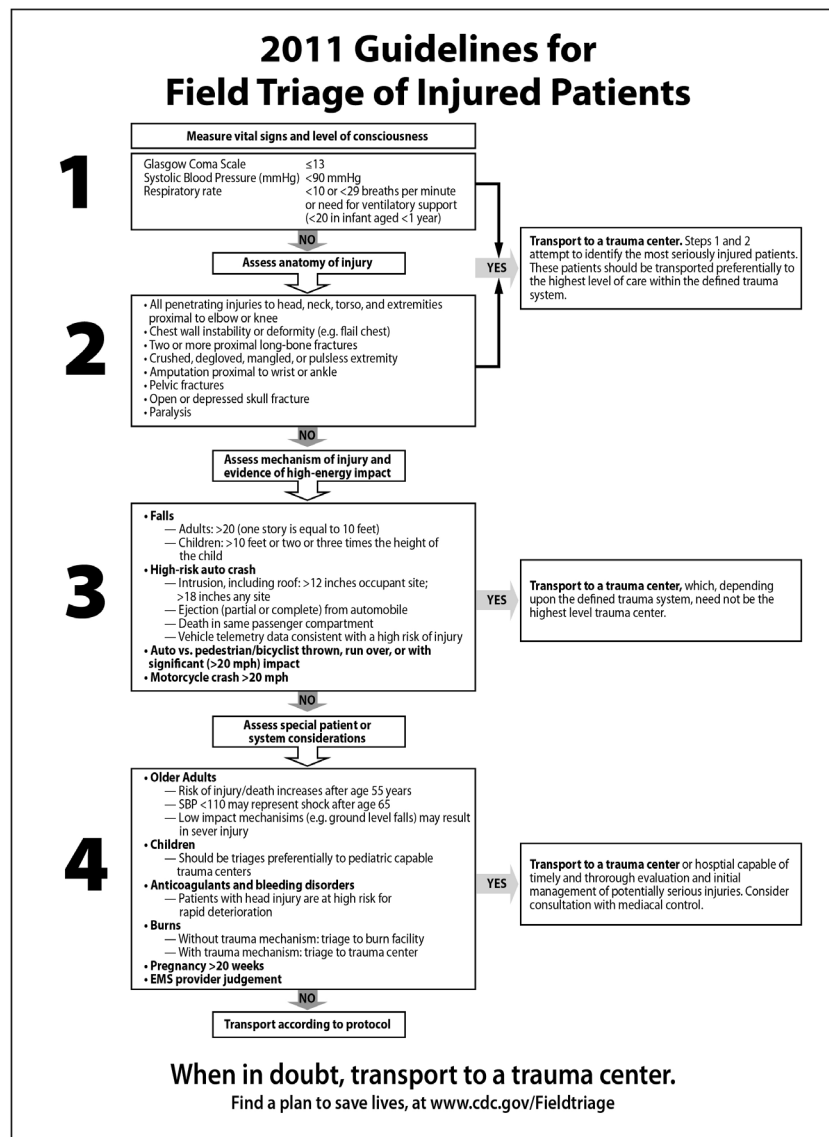 2011 Guidelines for
Field Triage of Injured Patients
Measure vital signs and level of consciousness
1
Glasgow Coma Scale ≤13
Systolic Blood Pressure (mmHg) <90 mmHg
Respiratory rate <10 or <29 breaths per minute
or need for ventilatory support
(<20 in infant aged <1 year)
NO
Assess anatomy of injury
YES
Transport to a trauma center. Steps 1 and 2
attempt to identify the most seriously injured patients.
These patients should be transported preferentially to
the highest level of care within the defined trauma
system.
2
• All penetrating injuries to head, neck, torso, and extremities
proximal to elbow or knee
• Chest wall instability or deformity (e.g. flail chest)
• Two or more proximal long-bone fractures
• Crushed, degloved, mangled, or pulsless extremity
• Amputation proximal to wrist or ankle
• Pelvic fractures
• Open or depressed skull fracture
• Paralysis
NO
Assess mechanism of injury and
evidence of high-energy impact
3
• Falls
— Adults: >20 (one story is equal to 10 feet)
— Children: >10 feet or two or three times the height of
the child
• High-risk auto crash
— Intrusion, including roof: >12 inches occupant site;
>18 inches any site
— Ejection (partial or complete) from automobile
— Death in same passenger compartment
— Vehicle telemetry data consistent with a high risk of injury
• Auto vs. pedestrian/bicyclist thrown, run over, or with
significant (>20 mph) impact
• Motorcycle crash >20 mph
YES
Transport to a trauma center, which, depending
upon the defined trauma system, need not be the
highest level trauma center.
NO
Assess special patient or
system considerations
4
• Older Adults
— Risk of injury/death increases after age 55 years
— SBP <110 may represent shock after age 65
— Low impact mechanisims (e.g. ground level falls) may result
in sever injury
• Children
— Should be triages preferentially to pediatric capable
trauma centers
• Anticoagulants and bleeding disorders
— Patients with head injury are at high risk for
rapid deterioration
• Burns
— Without trauma mechanism: triage to burn facility
— With trauma mechanism: triage to trauma center
• Pregnancy >20 weeks
• EMS provider judgement
YES
Transport to a trauma center or hosptial capable of
timely and throrough evaluation and initial
management of potentially serious injuries. Consider
consultation with mediacal control.
NO
Transport according to protocol
When in doubt, transport to a trauma center.
Find a plan to save lives, at www.cdc.gov/Fieldtriage